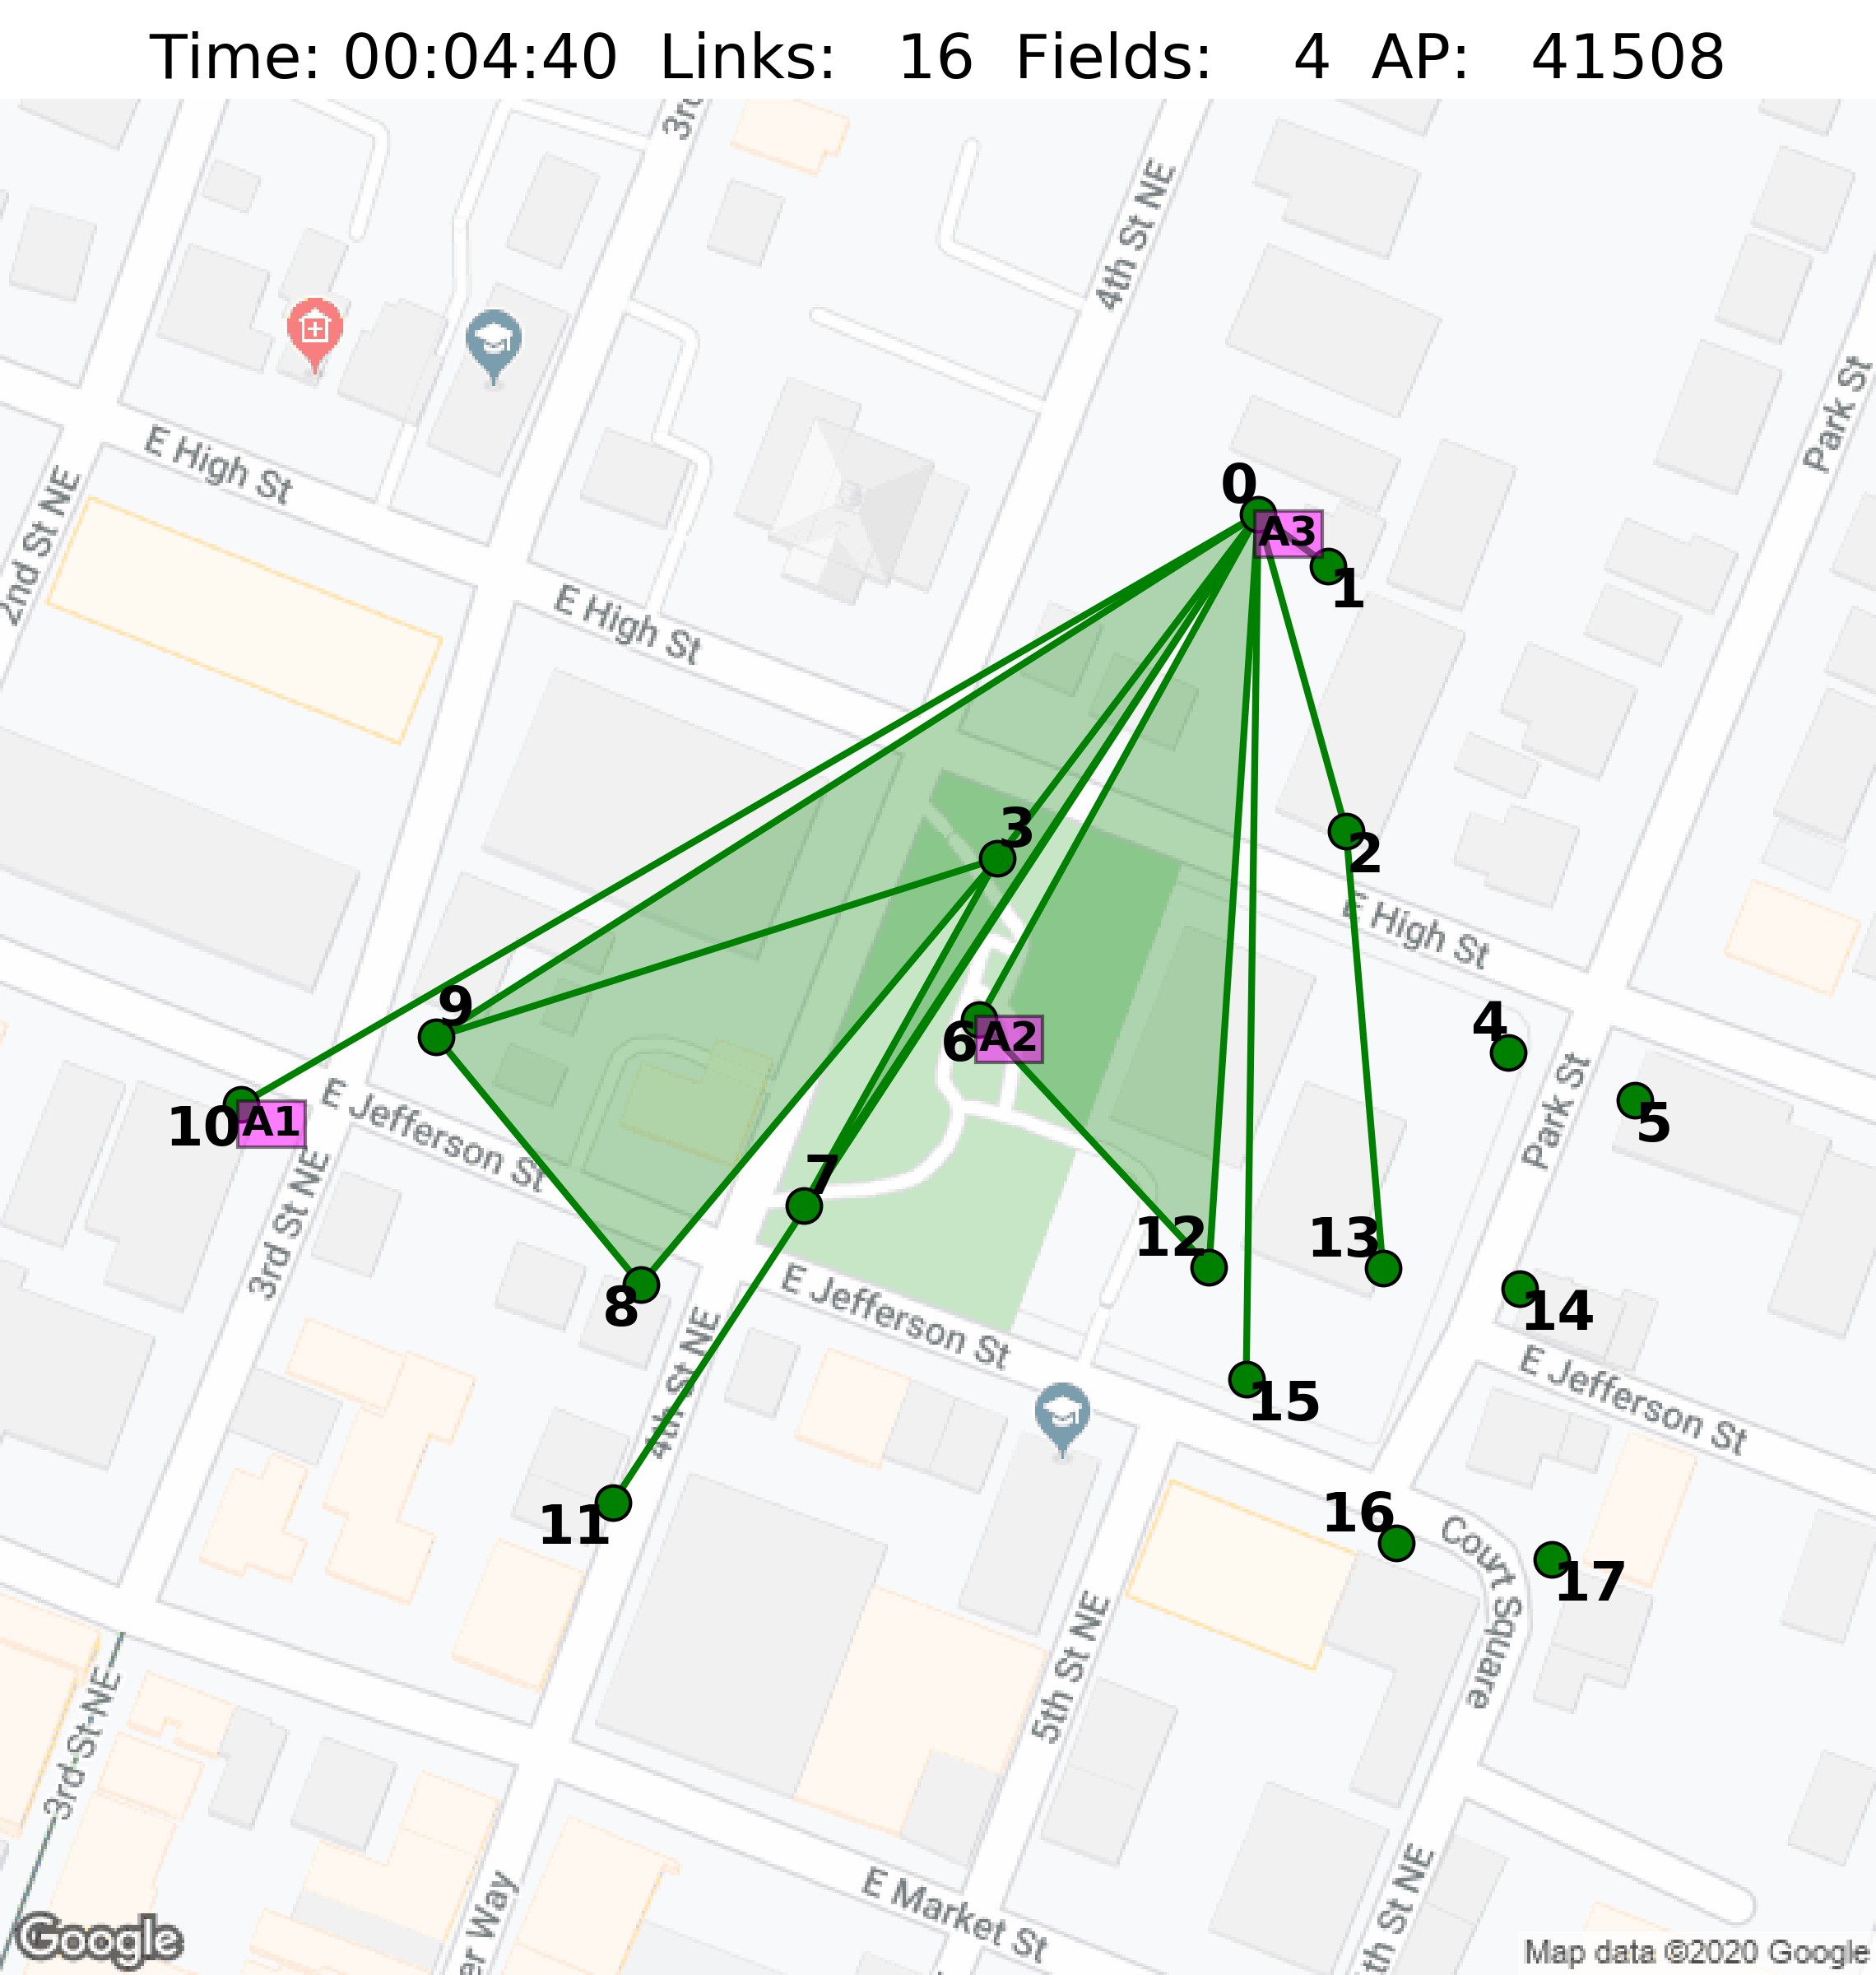 Time: 00:04:40 Links: 16 Fields: 4 AP: 41508
4th St NE
Park St
E High St
2nd St NE
0
A3
1
E High St
3
2
E High St
9
4
6 A2
5
10 A1
E Jefferson St
Park St
7
3rd St NE
12
13
8
E Jefferson St
14
4th St NE
E Jefferson St
15
11
16
Court Square
17
5th St NE
3rd St NE
E Market St
er Way
th St NE
Google
Map data ©2020 Google